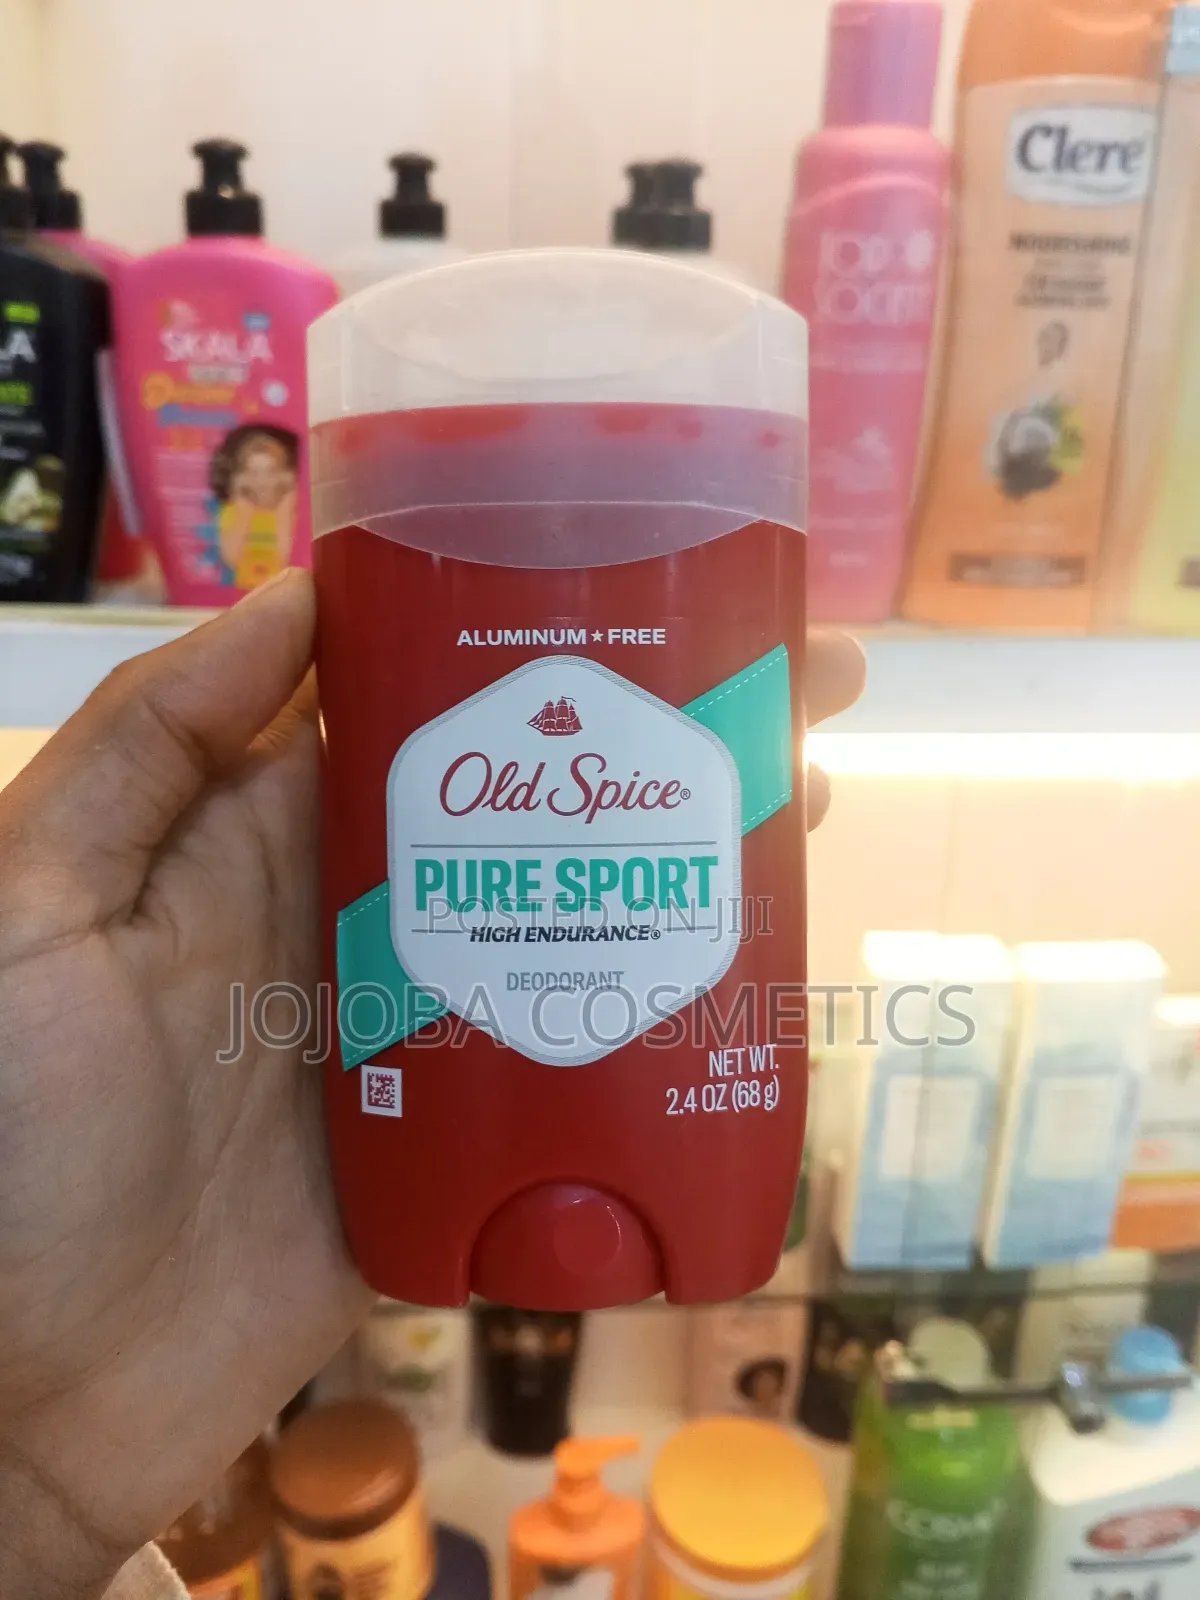 Clere
NOURISHING
SKALA
ALUMINUM★FREE
Old Spice®
PURE SPORT
POSTED ON JIJI
HIGH ENDURANCE®
DEODORANT
JOJOBA COSMETICS
NET WT.
2.4 OZ (68 g)